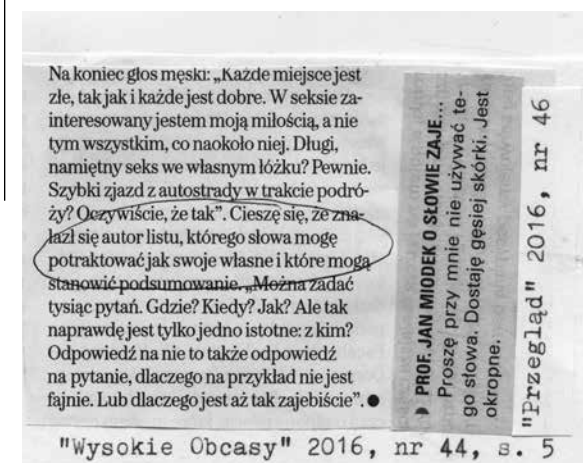 Na koniec głos męski: „Każde miejsce jest
złe, tak jak i każde jest dobre. W seksie za-
interesowany jestem moją miłością, a nie
tym wszystkim, co naokoło niej. Długi,
namiętny seks we własnym łóżku? Pewnie.
Szybki zjazd z autostrady w trakcie podró-
ży? Oczywiście, że tak”. Cieszę się, że zna-
lazł się autor listu, którego słowa mogę
potraktować jak swoje własne i które mogą
stanowić podsumowanie. „Można zadać
tysiąc pytań. Gdzie? Kiedy? Jak? Ale tak
naprawdę jest tylko jedno istotne: z kim?
Odpowiedź na nie to także odpowiedź
na pytanie, dlaczego na przykład nie jest
fajnie. Lub dlaczego jest aż tak zajebiście”.
PROF. JAN MIODEK O SŁOWIE ZAJE...
Proszę przy mnie nie używać te-
go słowa. Dostaję gęsiej skórki. Jest
okropne.
"Przegląd" 2016, nr 46
"Wysokie Obcasy" 2016, nr 44, s. 5